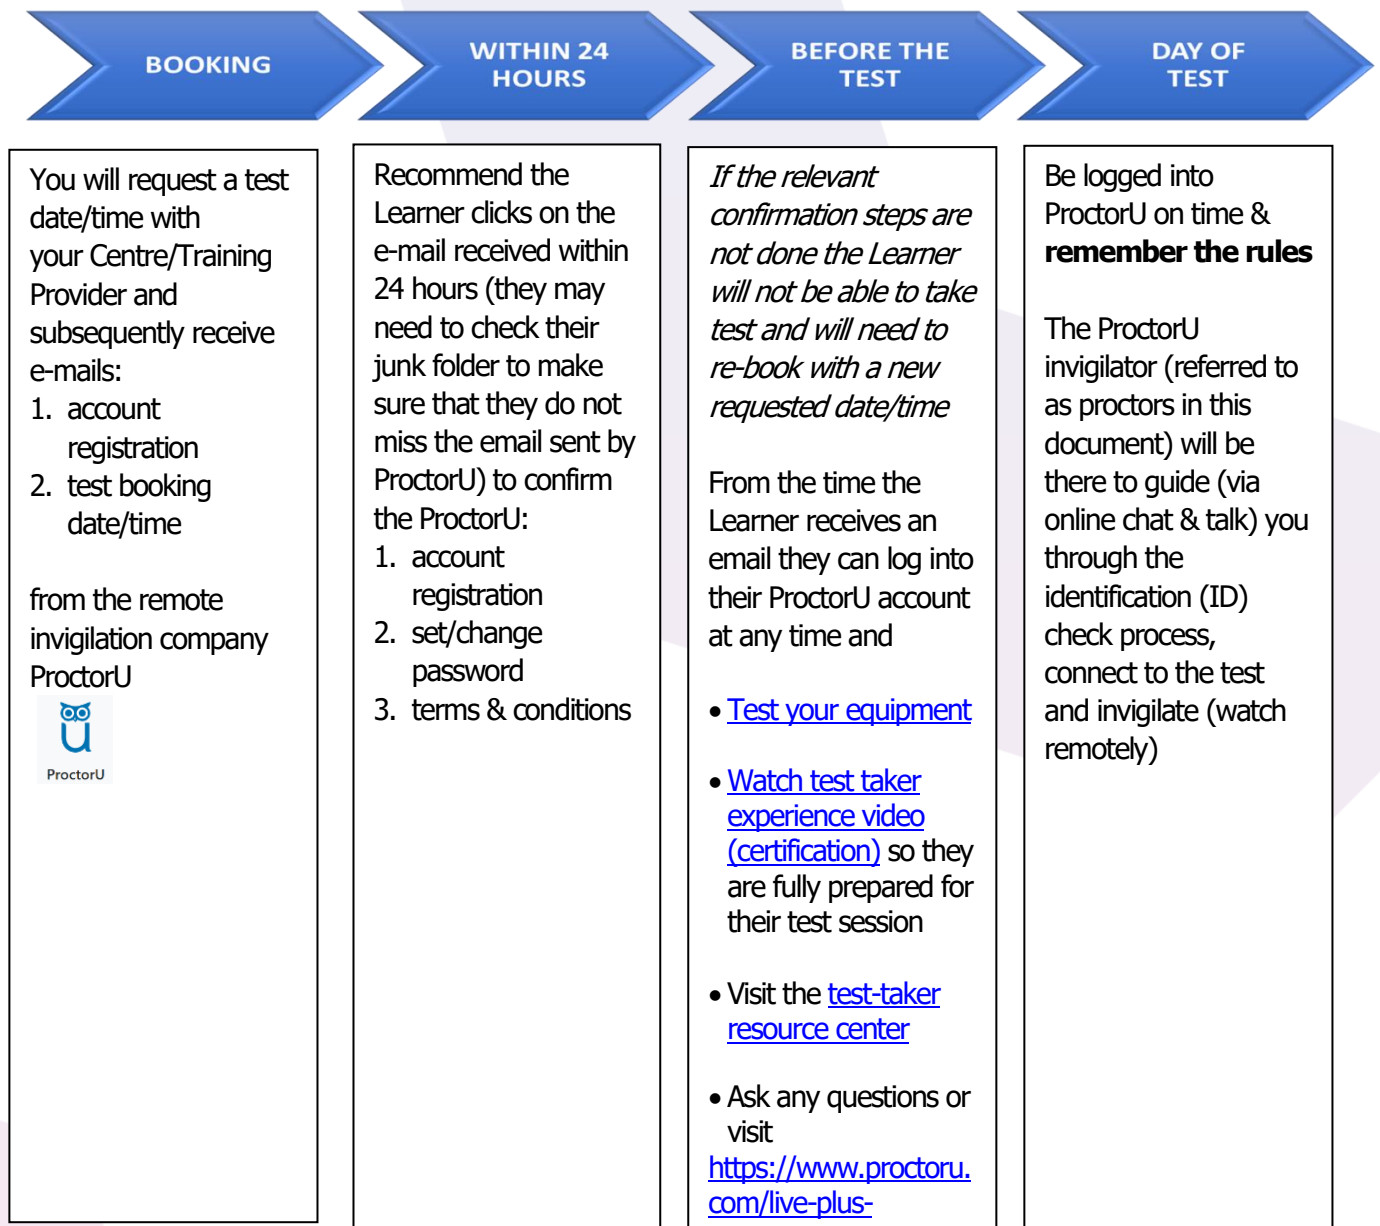 BOOKING
WITHIN 24
HOURS
BEFORE THE
TEST
DAY OF
TEST
You will request a test
date/time with
your Centre/Training
Provider and
subsequently receive
e-mails:
1. account
registration
2. test booking
date/time
from the remote
invigilation company
ProctorU
u
ProctorU
Recommend the
Learner clicks on the
e-mail received within
24 hours (they may
need to check their
junk folder to make
sure that they do not
miss the email sent by
ProctorU) to confirm
the ProctorU:
1. account
registration
2. set/change
password
3. terms & conditions
If the relevant
confirmation steps are
not done the Learner
will not be able to take
test and will need to
re-book with a new
requested date/time
From the time the
Learner receives an
email they can log into
their ProctorU account
at any time and
• Test your equipment
• Watch test taker
experience video
(certification) so they
are fully prepared for
their test session
• Visit the test-taker
resource center
• Ask any questions or
visit
https://www.proctoru.
com/live-plus-
Be logged into
ProctorU on time &
remember the rules
The ProctorU
invigilator (referred to
as proctors in this
document) will be
there to guide (via
online chat & talk) you
through the
identification (ID)
check process,
connect to the test
and invigilate (watch
remotely)